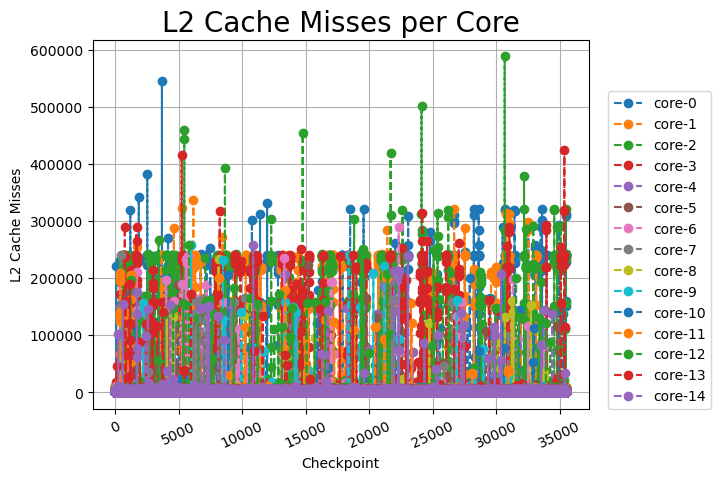 L2 Cache Misses per Core
600000
500000
400000
300000
200000
100000
0
L2 Cache Misses
0
5000
10000
15000
20000
25000
30000
35000
Checkpoint
core-0
core-1
core-2
core-3
core-4
core-5
core-6
core-7
core-8
core-9
core-10
core-11
core-12
core-13
core-14